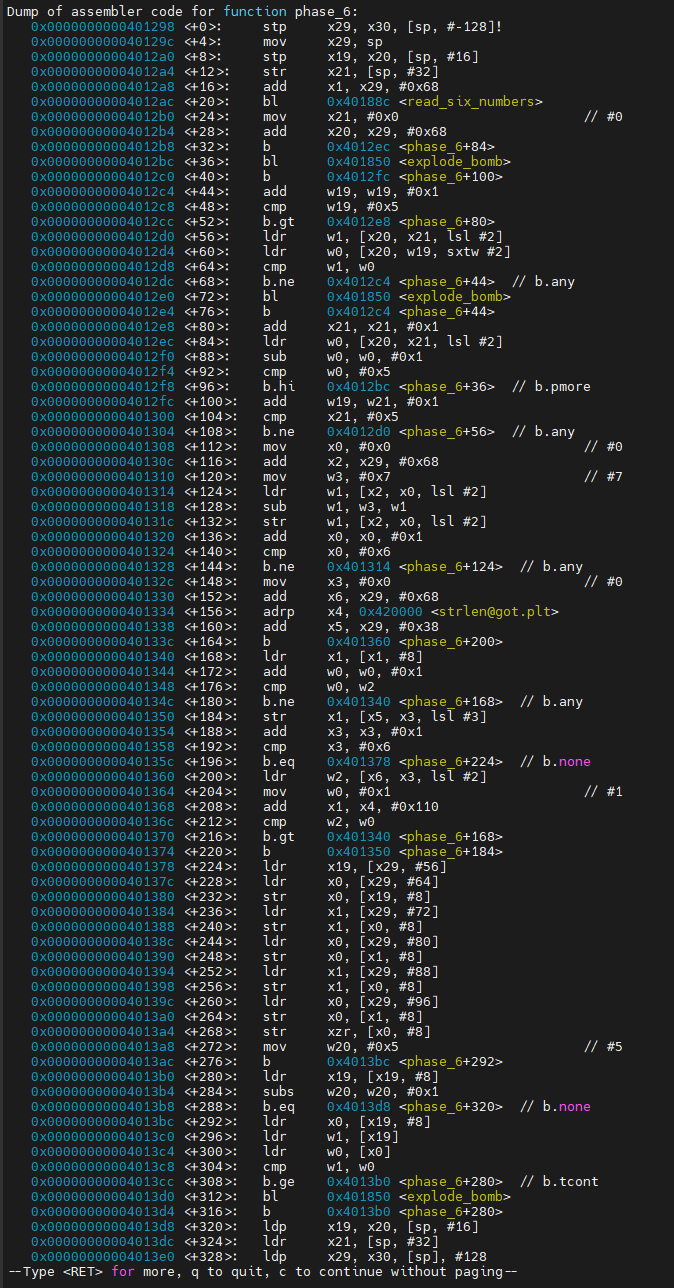 Dump of assembler code for function phase_6:
0x0000000000401298 <+0>: stp x29, x30, [sp, #-128]!
0x000000000040129c <+4>: mov x29, sp
0x00000000004012a0 <+8>: stp x19, x20, [sp, #16]
0x00000000004012a4 <+12>: str x21, [sp, #32]
0x00000000004012a8 <+16>: add x1, x29, #0x68
0x00000000004012ac <+20>: bl 0x40188c <read_six_numbers>
0x00000000004012b0 <+24>: mov x21, #0x0 // #0
0x00000000004012b4 <+28>: add x20, x29, #0x68
0x00000000004012b8 <+32>: b 0x4012ec <phase_6+84>
0x00000000004012bc <+36>: bl 0x401850 <explode_bomb>
0x00000000004012c0 <+40>: b 0x4012fc <phase_6+100>
0x00000000004012c4 <+44>: add w19, w19, #0x1
0x00000000004012c8 <+48>: cmp w19, #0x5
0x00000000004012cc <+52>: b.gt 0x4012e8 <phase_6+80>
0x00000000004012d0 <+56>: ldr w1, [x20, x21, lsl #2]
0x00000000004012d4 <+60>: ldr w0, [x20, w19, sxtw #2]
0x00000000004012d8 <+64>: cmp w1, w0
0x00000000004012dc <+68>: b.ne 0x4012c4 <phase_6+44> // b.any
0x00000000004012e0 <+72>: bl 0x401850 <explode_bomb>
0x00000000004012e4 <+76>: b 0x4012c4 <phase_6+44>
0x00000000004012e8 <+80>: add x21, x21, #0x1
0x00000000004012ec <+84>: ldr w0, [x20, x21, lsl #2]
0x00000000004012f0 <+88>: sub w0, w0, #0x1
0x00000000004012f4 <+92>: cmp w0, #0x5
0x00000000004012f8 <+96>: b.hi 0x4012bc <phase_6+36> // b.pmore
0x00000000004012fc <+100>: add w19, w21, #0x1
0x0000000000401300 <+104>: cmp x21, #0x5
0x0000000000401304 <+108>: b.ne 0x4012d0 <phase_6+56> // b.any
0x0000000000401308 <+112>: mov x0, #0x0 // #0
0x000000000040130c <+116>: add x2, x29, #0x68
0x0000000000401310 <+120>: mov w3, #0x7 // #7
0x0000000000401314 <+124>: ldr w1, [x2, x0, lsl #2]
0x0000000000401318 <+128>: sub w1, w3, w1
0x000000000040131c <+132>: str w1, [x2, x0, lsl #2]
0x0000000000401320 <+136>: add x0, x0, #0x1
0x0000000000401324 <+140>: cmp x0, #0x6
0x0000000000401328 <+144>: b.ne 0x401314 <phase_6+124> // b.any
0x000000000040132c <+148>: mov x3, #0x0 // #0
0x0000000000401330 <+152>: add x6, x29, #0x68
0x0000000000401334 <+156>: adrp x4, 0x420000 <strlen@got.plt>
0x0000000000401338 <+160>: add x5, x29, #0x38
0x000000000040133c <+164>: b 0x401360 <phase_6+200>
0x0000000000401340 <+168>: ldr x1, [x1, #8]
0x0000000000401344 <+172>: add w0, w0, #0x1
0x0000000000401348 <+176>: cmp w0, w2
0x000000000040134c <+180>: b.ne 0x401340 <phase_6+168> // b.any
0x0000000000401350 <+184>: str x1, [x5, x3, lsl #3]
0x0000000000401354 <+188>: add x3, x3, #0x1
0x0000000000401358 <+192>: cmp x3, #0x6
0x000000000040135c <+196>: b.eq 0x401378 <phase_6+224> // b.none
0x0000000000401360 <+200>: ldr w2, [x6, x3, lsl #2]
0x0000000000401364 <+204>: mov w0, #0x1 // #1
0x0000000000401368 <+208>: add x1, x4, #0x110
0x000000000040136c <+212>: cmp w2, w0
0x0000000000401370 <+216>: b.gt 0x401340 <phase_6+168>
0x0000000000401374 <+220>: b 0x401350 <phase_6+184>
0x0000000000401378 <+224>: ldr x19, [x29, #56]
0x000000000040137c <+228>: ldr x0, [x29, #64]
0x0000000000401380 <+232>: str x0, [x19, #8]
0x0000000000401384 <+236>: ldr x1, [x29, #72]
0x0000000000401388 <+240>: str x1, [x0, #8]
0x000000000040138c <+244>: ldr x0, [x29, #80]
0x0000000000401390 <+248>: str x0, [x1, #8]
0x0000000000401394 <+252>: ldr x1, [x29, #88]
0x0000000000401398 <+256>: str x1, [x0, #8]
0x000000000040139c <+260>: ldr x0, [x29, #96]
0x00000000004013a0 <+264>: str x0, [x1, #8]
0x00000000004013a4 <+268>: str xzr, [x0, #8]
0x00000000004013a8 <+272>: mov w20, #0x5 // #5
0x00000000004013ac <+276>: b 0x4013bc <phase_6+292>
0x00000000004013b0 <+280>: ldr x19, [x19, #8]
0x00000000004013b4 <+284>: subs w20, w20, #0x1
0x00000000004013b8 <+288>: b.eq 0x4013d8 <phase_6+320> // b.none
0x00000000004013bc <+292>: ldr x0, [x19, #8]
0x00000000004013c0 <+296>: ldr w1, [x19]
0x00000000004013c4 <+300>: ldr w0, [x0]
0x00000000004013c8 <+304>: cmp w1, w0
0x00000000004013cc <+308>: b.ge 0x4013b0 <phase_6+280> // b.tcont
0x00000000004013d0 <+312>: bl 0x401850 <explode_bomb>
0x00000000004013d4 <+316>: b 0x4013b0 <phase_6+280>
0x00000000004013d8 <+320>: ldp x19, x20, [sp, #16]
0x00000000004013dc <+324>: ldr x21, [sp, #32]
0x00000000004013e0 <+328>: ldp x29, x30, [sp], #128
--Type <RET> for more, q to quit, c to continue without paging--